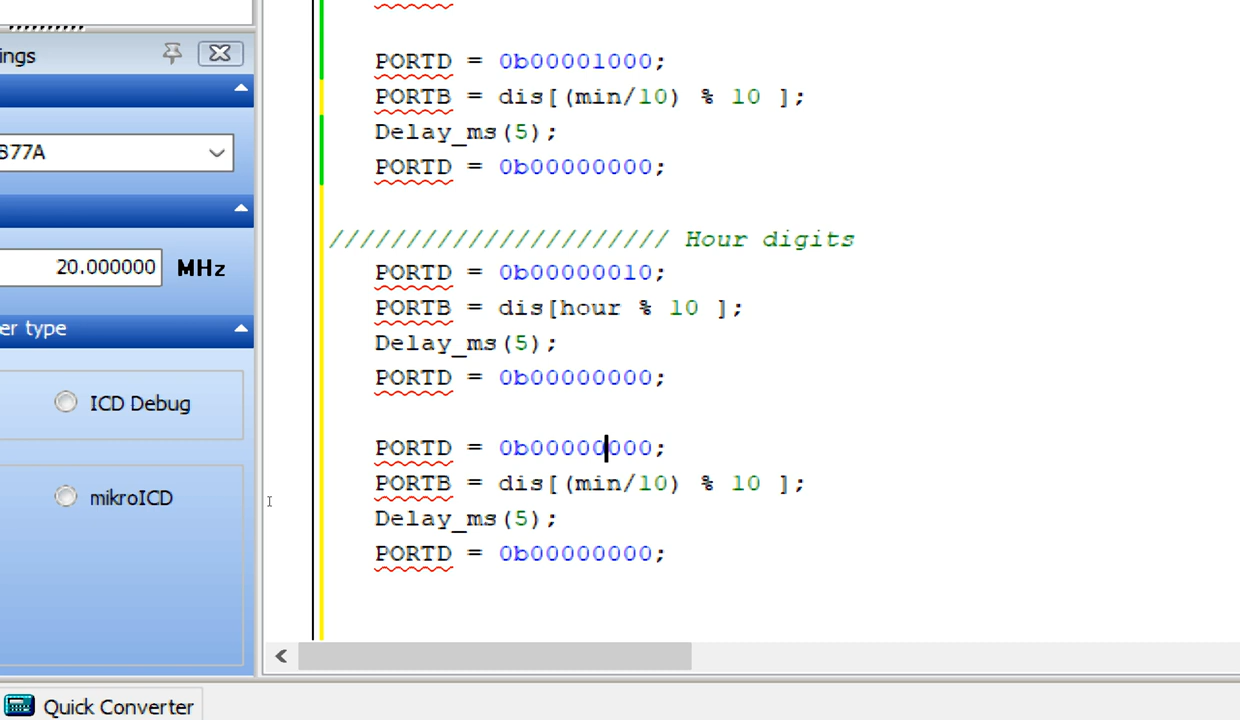 ings
877A
20.000000 MHz
er type
ICD Debug
mikroICD
PORTD = 0b00001000;
PORTB = dis[(min/10) % 10 ];
Delay_ms(5);
PORTD = 0b00000000;
////////////////////// Hour digits
PORTD = 0b00000010;
PORTB = dis[hour % 10 ];
Delay_ms(5);
PORTD = 0b00000000;
PORTD = 0b00000000;
PORTB = dis[(min/10) % 10 ];
Delay_ms(5);
PORTD = 0b00000000;
Quick Converter